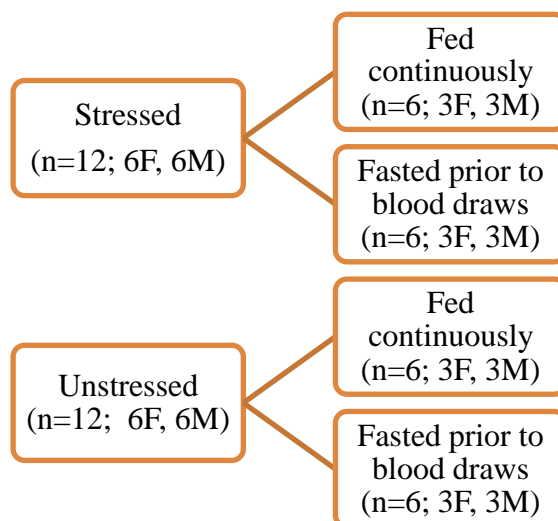 Stressed
(n=12; 6F, 6M)
Fed
continuously
(n=6; 3F, 3M)
Fasted prior to
blood draws
(n=6; 3F, 3M)
Unstressed
(n=12;  6F, 6M)
Fed
continuously
(n=6; 3F, 3M)
Fasted prior to
blood draws
(n=6; 3F, 3M)